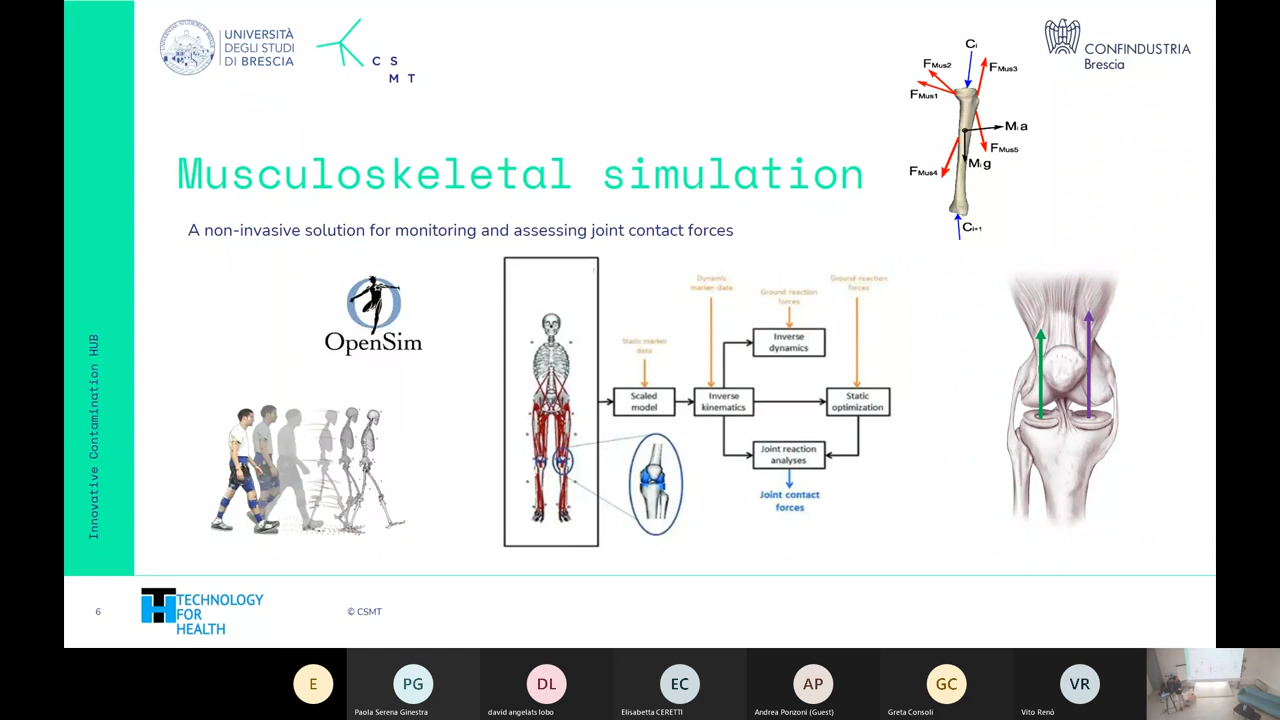 UNIVERSITÀ
DEGLI STUDI
DI BRESCIA
C S
M T
CONFINDUSTRIA
Brescia
Musculoskeletal simulation
A non-invasive solution for monitoring and assessing joint contact forces
Ci
FMus2
FMus3
FMus1
Mi a
FMus5
Mi g
FMus4
Ci+1
OpenSim
Dynamic
marker data
Ground reaction
forces
Ground reaction
forces
Static marker
data
Inverse
dynamics
Scaled
model
Inverse
kinematics
Static
optimization
Joint reaction
analyses
Joint contact
forces
Innovative Contamination HUB
6
TH
TECHNOLOGY
FOR
HEALTH
© CSMT
E
PG
DL
EC
AP
GC
VR
Paola Serena Ginestra
david angelats lobo
Elisabetta CERETTI
Andrea Ponzoni (Guest)
Greta Consoli
Vito Renò